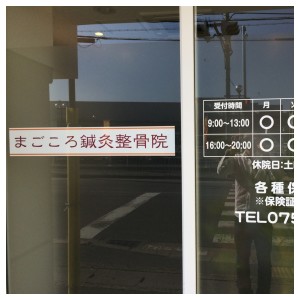 まごころ鍼灸整骨院
受付時間 月
9:00〜13:00 ○
16:00〜20:00 ○
休院日:土
各種保
※保険証
TEL075